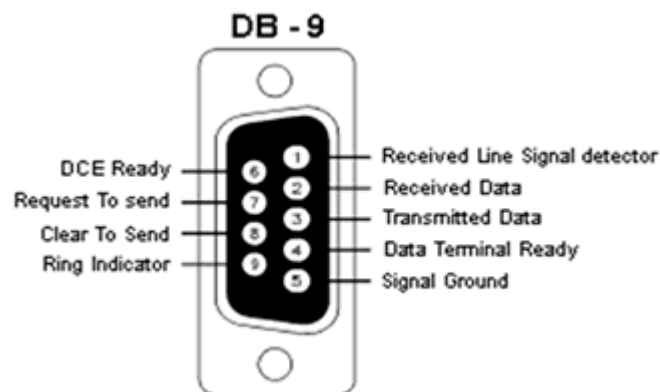 DB - 9
DCE Ready
Request To send
Clear To Send
Ring Indicator
6
7
8
9
1
2
3
4
5
Received Line Signal detector
Received Data
Transmitted Data
Data Terminal Ready
Signal Ground